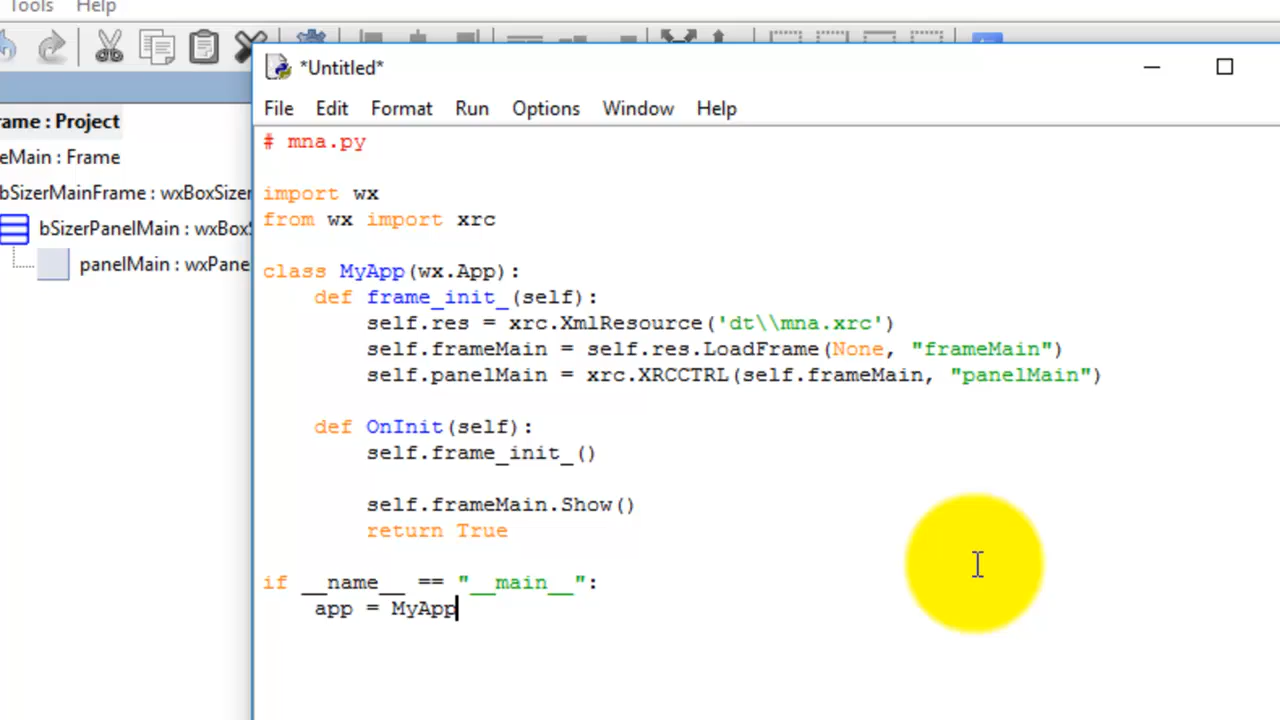 Tools Help
*Untitled*
File Edit Format Run Options Window Help
rame : Project
eMain : Frame
bSizerMainFrame : wxBoxSizer
bSizerPanelMain : wxBoxS
panelMain : wxPane
# mna.py
import wx
from wx import xrc
class MyApp(wx.App):
    def frame_init_(self):
        self.res = xrc.XmlResource('dt\\mna.xrc')
        self.frameMain = self.res.LoadFrame(None, "frameMain")
        self.panelMain = xrc.XRCCTRL(self.frameMain, "panelMain")
    def OnInit(self):
        self.frame_init_()
        self.frameMain.Show()
        return True
if __name__ == "__main__":
    app = MyApp